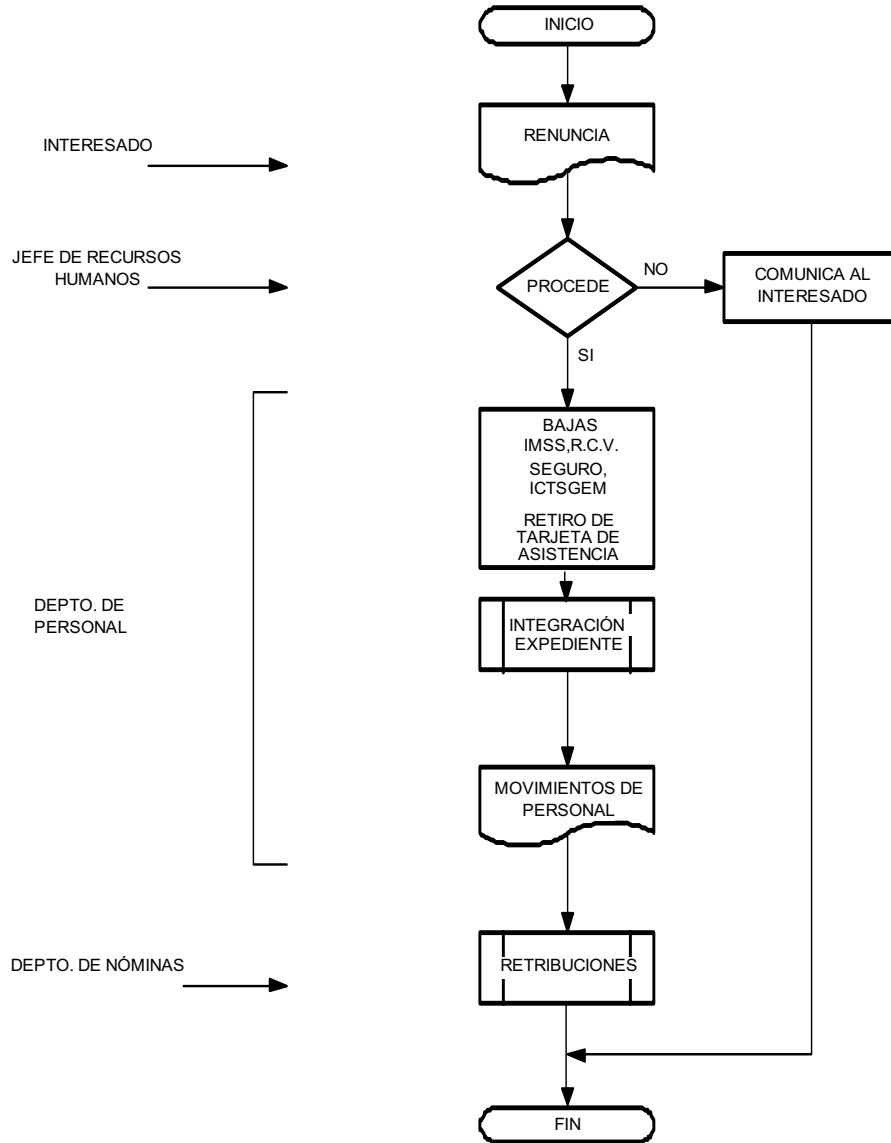 INICIO
RENUNCIA
INTERESADO
JEFE DE RECURSOS
HUMANOS
PROCEDE
NO
COMUNICA AL
INTERESADO
SI
BAJAS
IMSS,R.C.V.
SEGURO,
ICTSGEM
RETIRO DE
TARJETA DE
ASISTENCIA
DEPTO. DE
PERSONAL
INTEGRACIÓN
EXPEDIENTE
MOVIMIENTOS DE
PERSONAL
DEPTO. DE NÓMINAS
RETRIBUCIONES
FIN